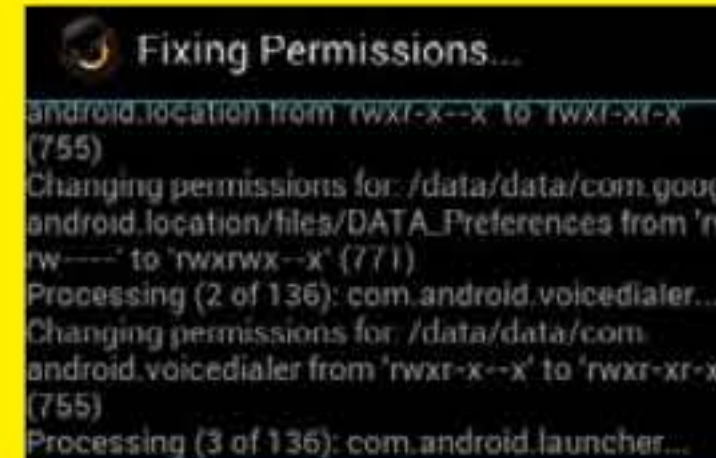 Fixing Permissions...
android.location from 'rwxr-x--x' to 'rwxr-xr-x'
(755)
Changing permissions for: /data/data/com.goog
android.location/files/DATA_Preferences from 'r
rw----' to 'rwxrwx--x' (771)
Processing (2 of 136): com.android.voicedialer...
Changing permissions for: /data/data/com.
android.voicedialer from 'rwxr-x--x' to 'rwxr-xr-x
(755)
Processing (3 of 136): com.android.launcher...